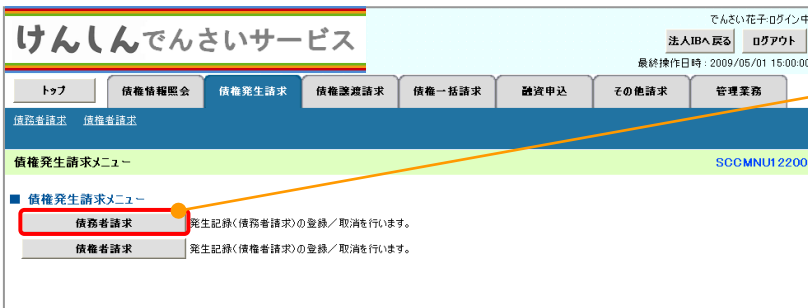 でんさい花子:ログイン中
けんしんでんさいサービス
法人IBへ戻る ログアウト
最終操作日時：2009/05/01 15:00:00
トップ 債権情報照会 債権発生請求 債権譲渡請求 債権一括請求 融資申込 その他請求 管理業務
債務者請求 債権者請求
債権発生請求メニュー SCCMNU12200
■ 債権発生請求メニュー
債務者請求 発生記録（債務者請求）の登録／取消を行います。
債権者請求 発生記録（債権者請求）の登録／取消を行います。